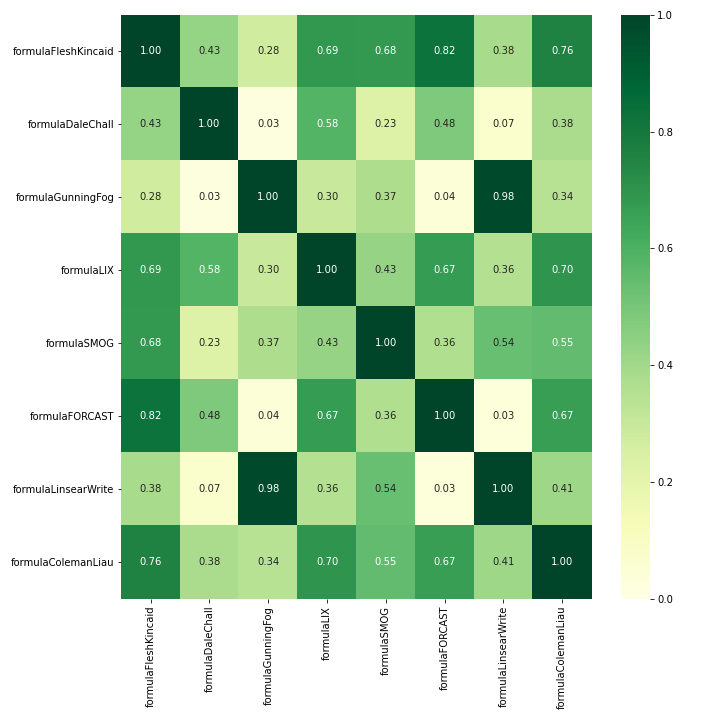 formulaFleshKincaid 1.00 0.43 0.28 0.69 0.68 0.82 0.38 0.76
formulaDaleChall 0.43 1.00 0.03 0.58 0.23 0.48 0.07 0.38
formulaGunningFog 0.28 0.03 1.00 0.30 0.37 0.04 0.98 0.34
formulaLIX 0.69 0.58 0.30 1.00 0.43 0.67 0.36 0.70
formulaSMOG 0.68 0.23 0.37 0.43 1.00 0.36 0.54 0.55
formulaFORCAST 0.82 0.48 0.04 0.67 0.36 1.00 0.03 0.67
formulaLinsearWrite 0.38 0.07 0.98 0.36 0.54 0.03 1.00 0.41
formulaColemanLiau 0.76 0.38 0.34 0.70 0.55 0.67 0.41 1.00
formulaFleshKincaid
formulaDaleChall
formulaGunningFog
formulaLIX
formulaSMOG
formulaFORCAST
formulaLinsearWrite
formulaColemanLiau
1.0
0.8
0.6
0.4
0.2
0.0